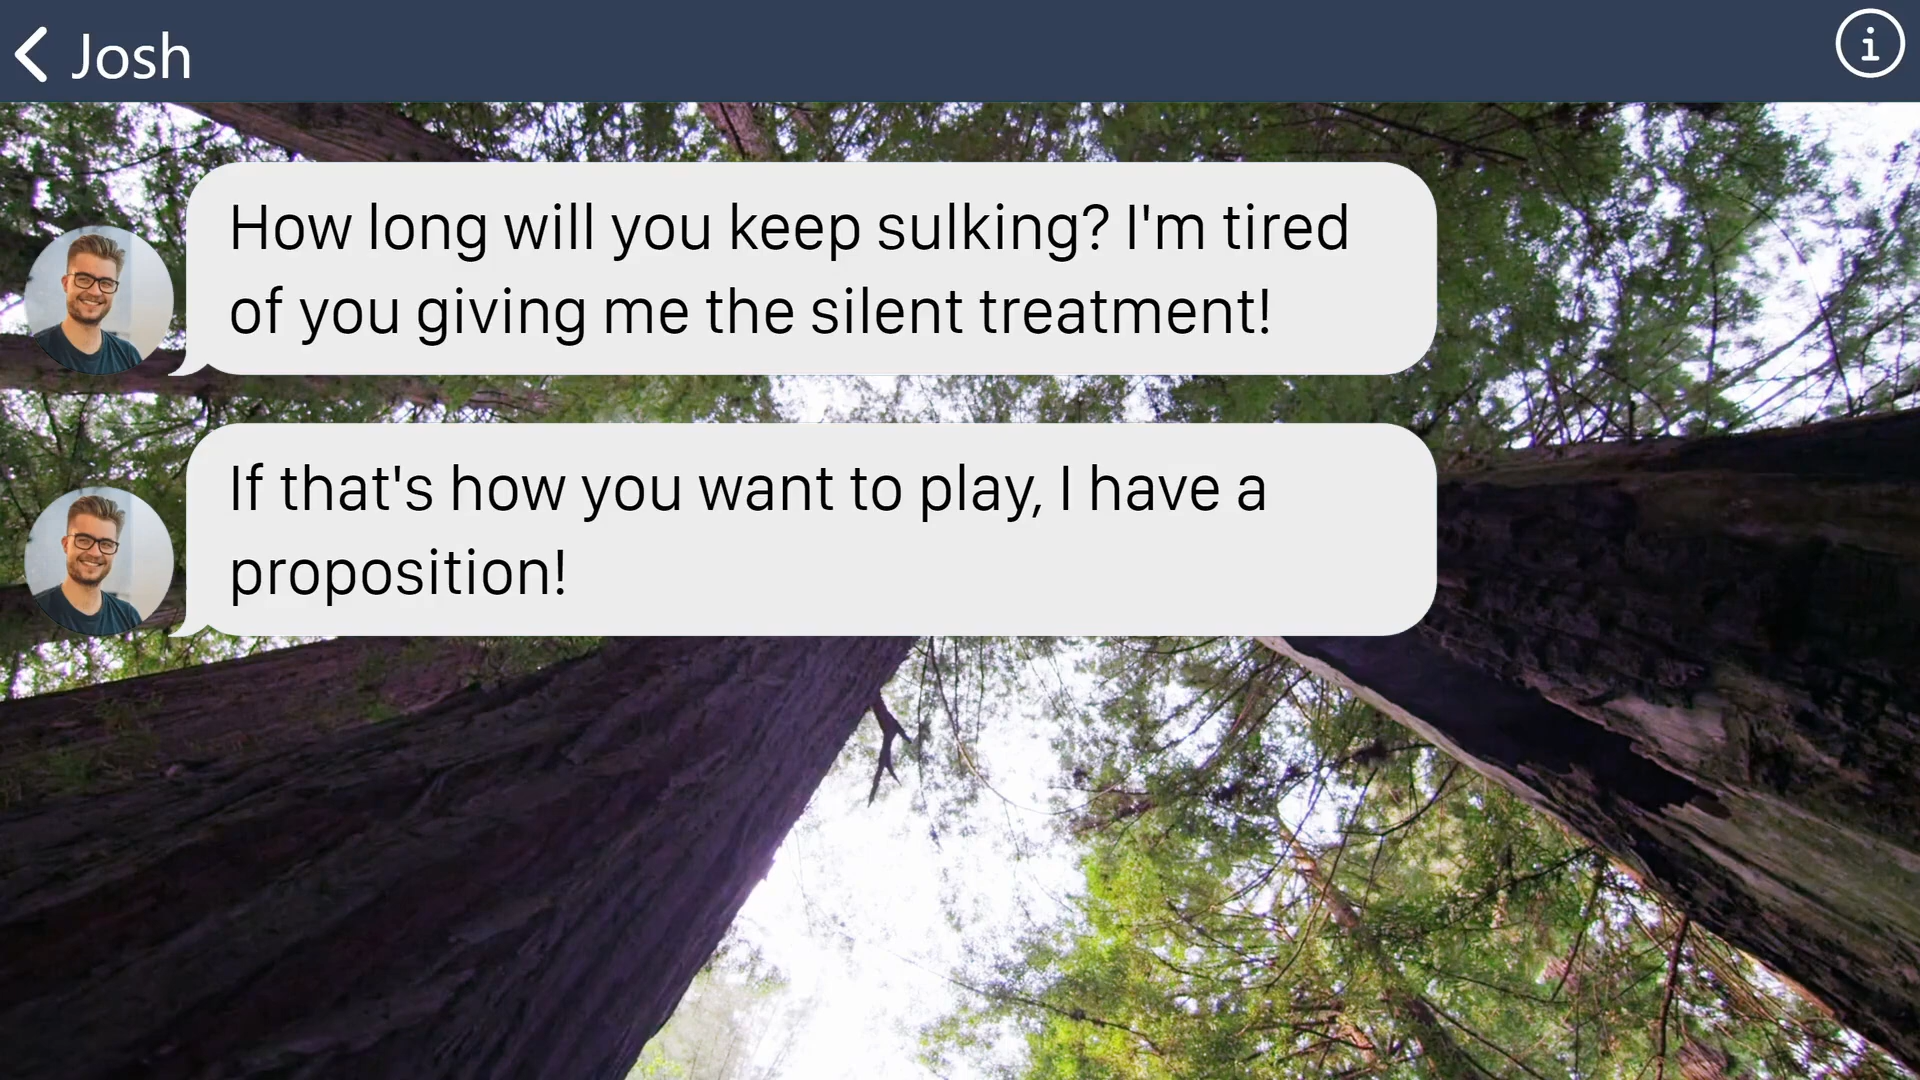 Josh
How long will you keep sulking? I'm tired
of you giving me the silent treatment!
If that's how you want to play, I have a
proposition!